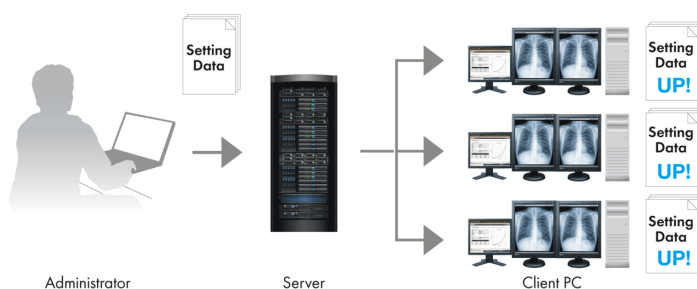 Setting
Data
Setting
Data
UP!
Setting
Data
UP!
Setting
Data
UP!
Administrator
Server
Client PC